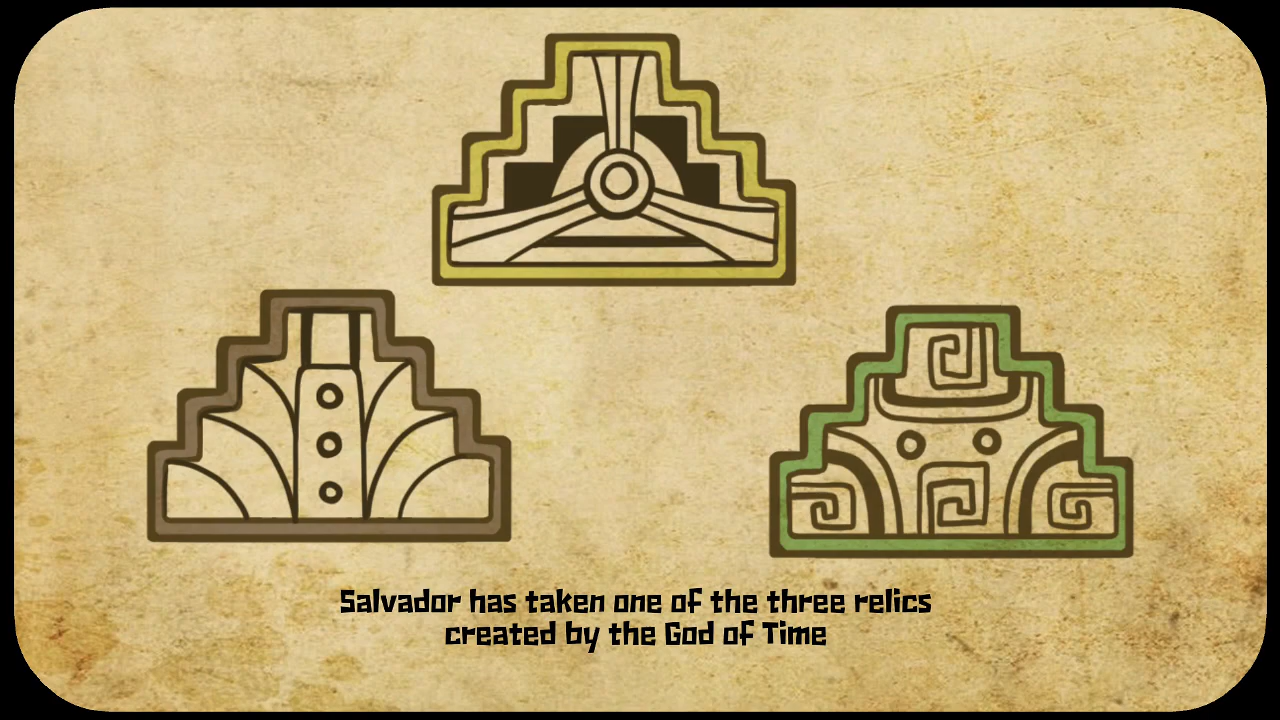 Salvador has taken one of the three relics
created by the God of Time